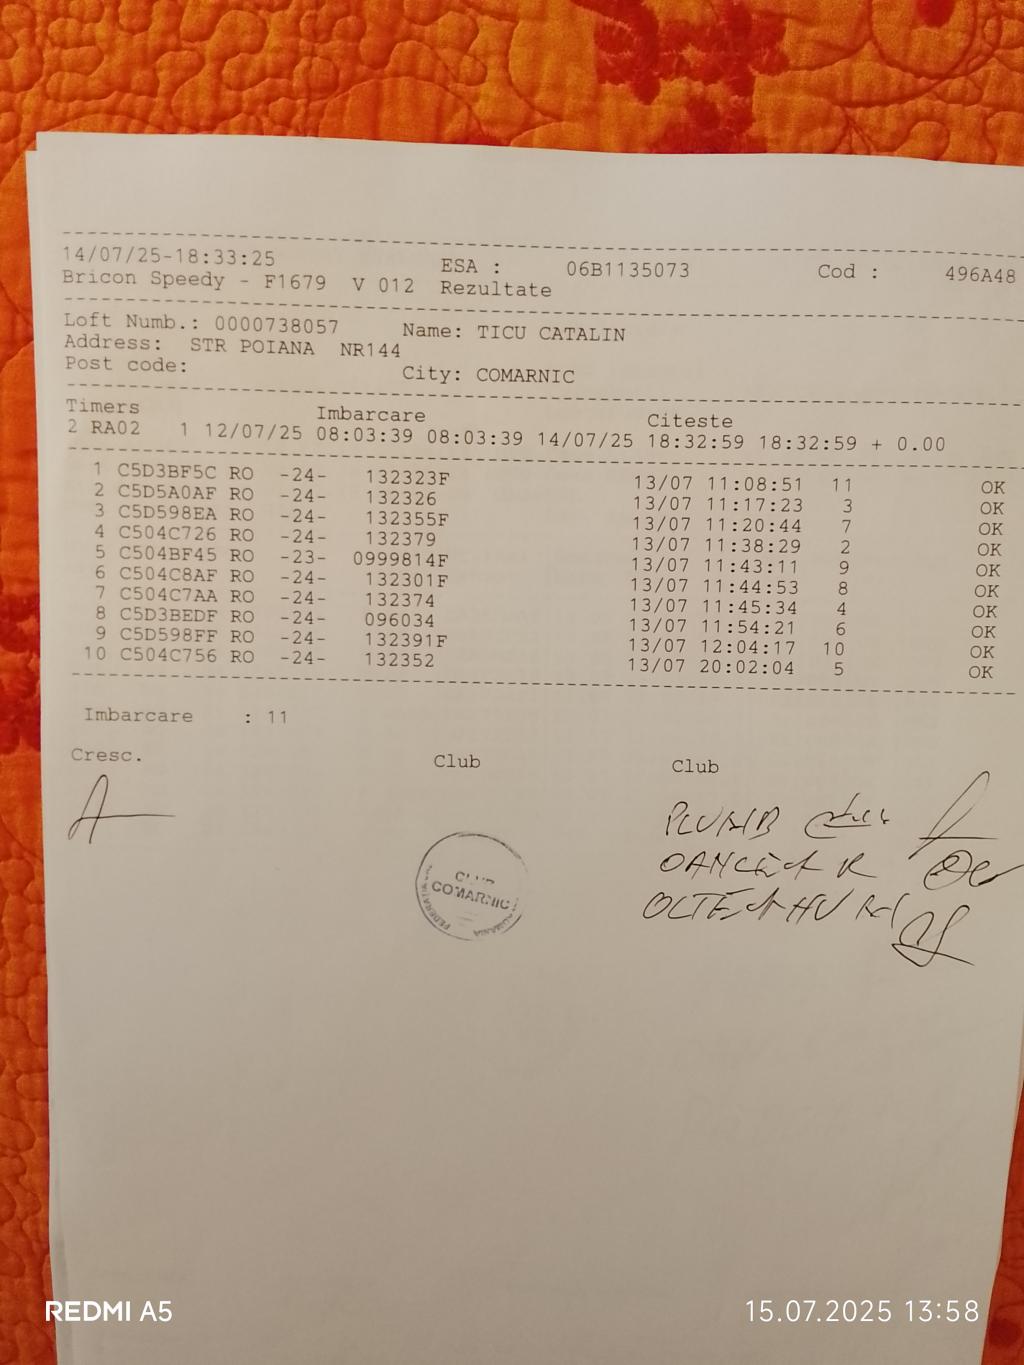 14/07/25-18:33:25 ESA : 06B1135073 Cod : 496A48
Bricon Speedy - F1679 V 012 Rezultate
Loft Numb.: 0000738057 Name: TICU CATALIN
Address: STR POIANA NR144
Post code: City: COMARNIC
Timers Imbarcare Citeste
2 RA02 1 12/07/25 08:03:39 08:03:39 14/07/25 18:32:59 18:32:59 + 0.00
1 C5D3BF5C RO -24- 132323F 13/07 11:08:51 11 OK
2 C5D5A0AF RO -24- 132326 13/07 11:17:23 3 OK
3 C5D598EA RO -24- 132355F 13/07 11:20:44 7 OK
4 C504C726 RO -24- 132379 13/07 11:38:29 2 OK
5 C504BF45 RO -23- 0999814F 13/07 11:43:11 9 OK
6 C504C8AF RO -24- 132301F 13/07 11:44:53 8 OK
7 C504C7AA RO -24- 132374 13/07 11:45:34 4 OK
8 C5D3BEDF RO -24- 096034 13/07 11:54:21 6 OK
9 C5D598FF RO -24- 132391F 13/07 12:04:17 10 OK
10 C504C756 RO -24- 132352 13/07 20:02:04 5 OK
Imbarcare : 11
Cresc. Club Club
CLUB
COMARNIC
REDMI A5 15.07.2025 13:58